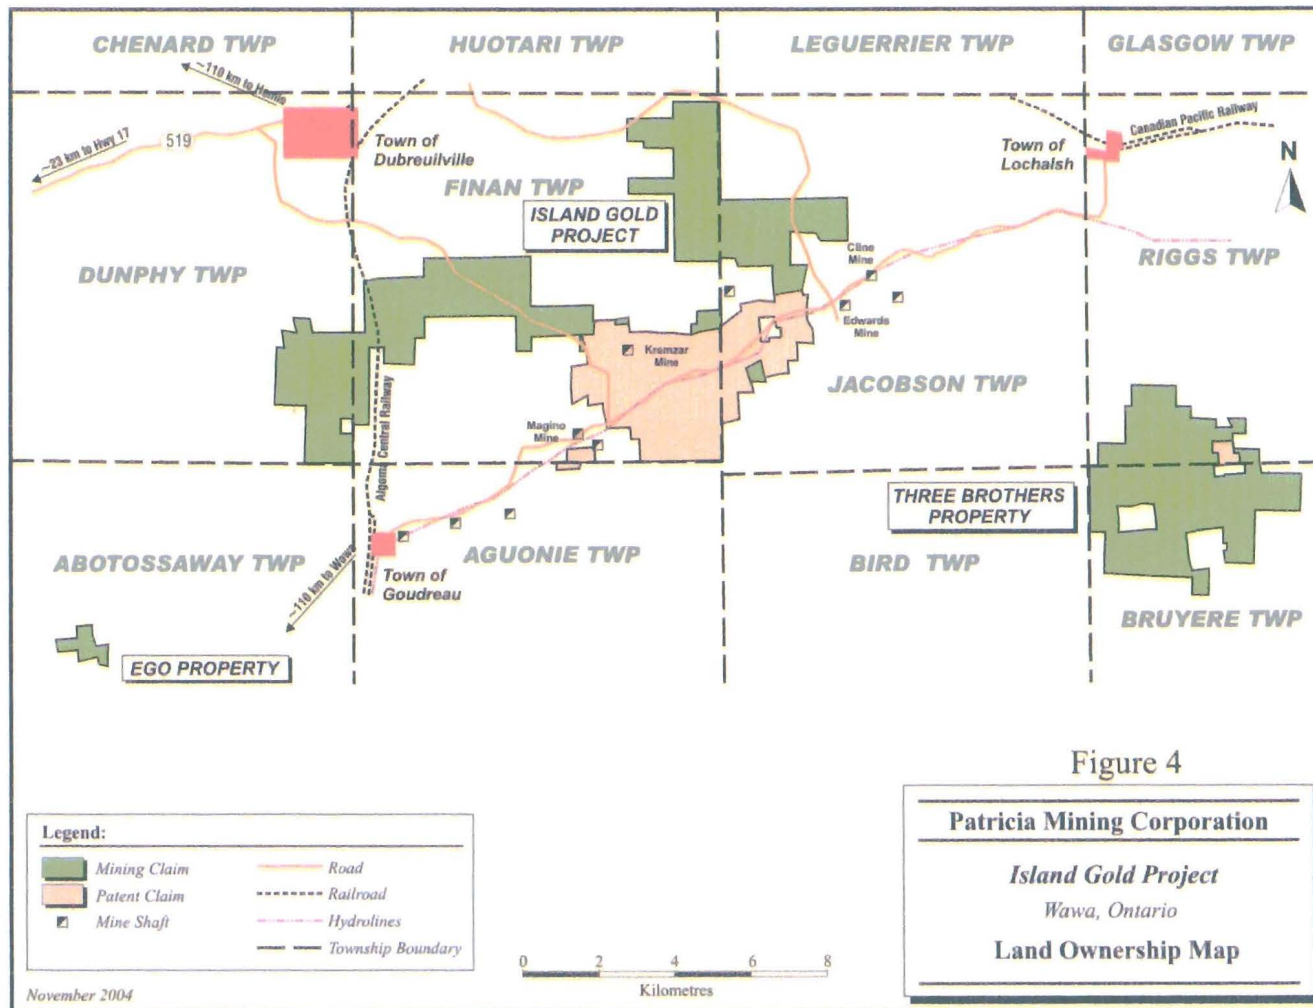 CHENARD TWP
HUOTARI TWP
LEGUERRIER TWP
GLASGOW TWP
~110 km to Hemlo
~23 km to Hwy 17
519
Town of
Dubreuilville
FINAN TWP
ISLAND GOLD
PROJECT
Town of
Lochalsh
Canadian Pacific Railway
N
DUNPHY TWP
RIGGS TWP
Cline
Mine
Edwards
Mine
Kremzar
Mine
JACOBSON TWP
Algoma Central Railway
Magino
Mine
THREE BROTHERS
PROPERTY
ABOTOSSAWAY TWP
~110 km to Wawa
AGUONIE TWP
BIRD TWP
Town of
Goudreau
BRUYERE TWP
EGO PROPERTY
Figure 4
Patricia Mining Corporation
Island Gold Project
Wawa, Ontario
Land Ownership Map
Legend:
Mining Claim
Patent Claim
Mine Shaft
Road
Railroad
Hydrolines
Township Boundary
0 2 4 6 8
Kilometres
November 2004